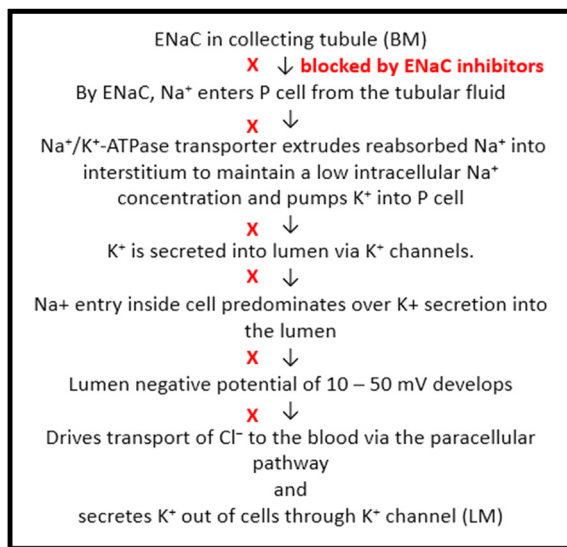 ENaC in collecting tubule (BM)
X ↓ blocked by ENaC inhibitors
By ENaC, Na⁺ enters P cell from the tubular fluid
X ↓
Na⁺/K⁺-ATPase transporter extrudes reabsorbed Na⁺ into
interstitium to maintain a low intracellular Na⁺
concentration and pumps K⁺ into P cell
X ↓
K⁺ is secreted into lumen via K⁺ channels.
X ↓
Na+ entry inside cell predominates over K+ secretion into
the lumen
X ↓
Lumen negative potential of 10 – 50 mV develops
X ↓
Drives transport of Cl⁻ to the blood via the paracellular
pathway
and
secretes K⁺ out of cells through K⁺ channel (LM)